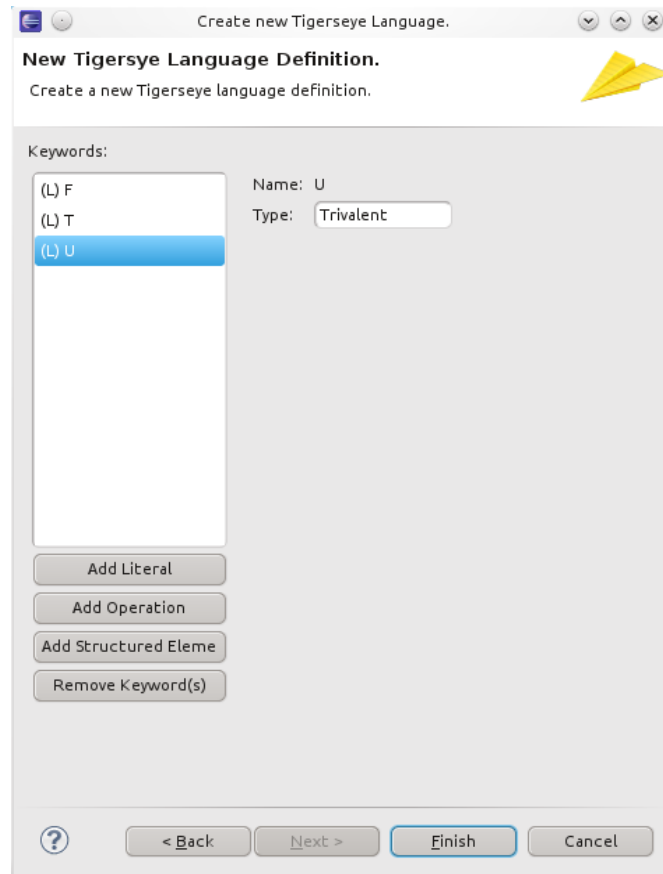 Create new Tigerseye Language.
New Tigersye Language Definition.
Create a new Tigerseye language definition.
Keywords:
(L) F
(L) T
(L) U
Name: U
Type: Trivalent
Add Literal
Add Operation
Add Structured Eleme
Remove Keyword(s)
?
< Back
Next >
Finish
Cancel